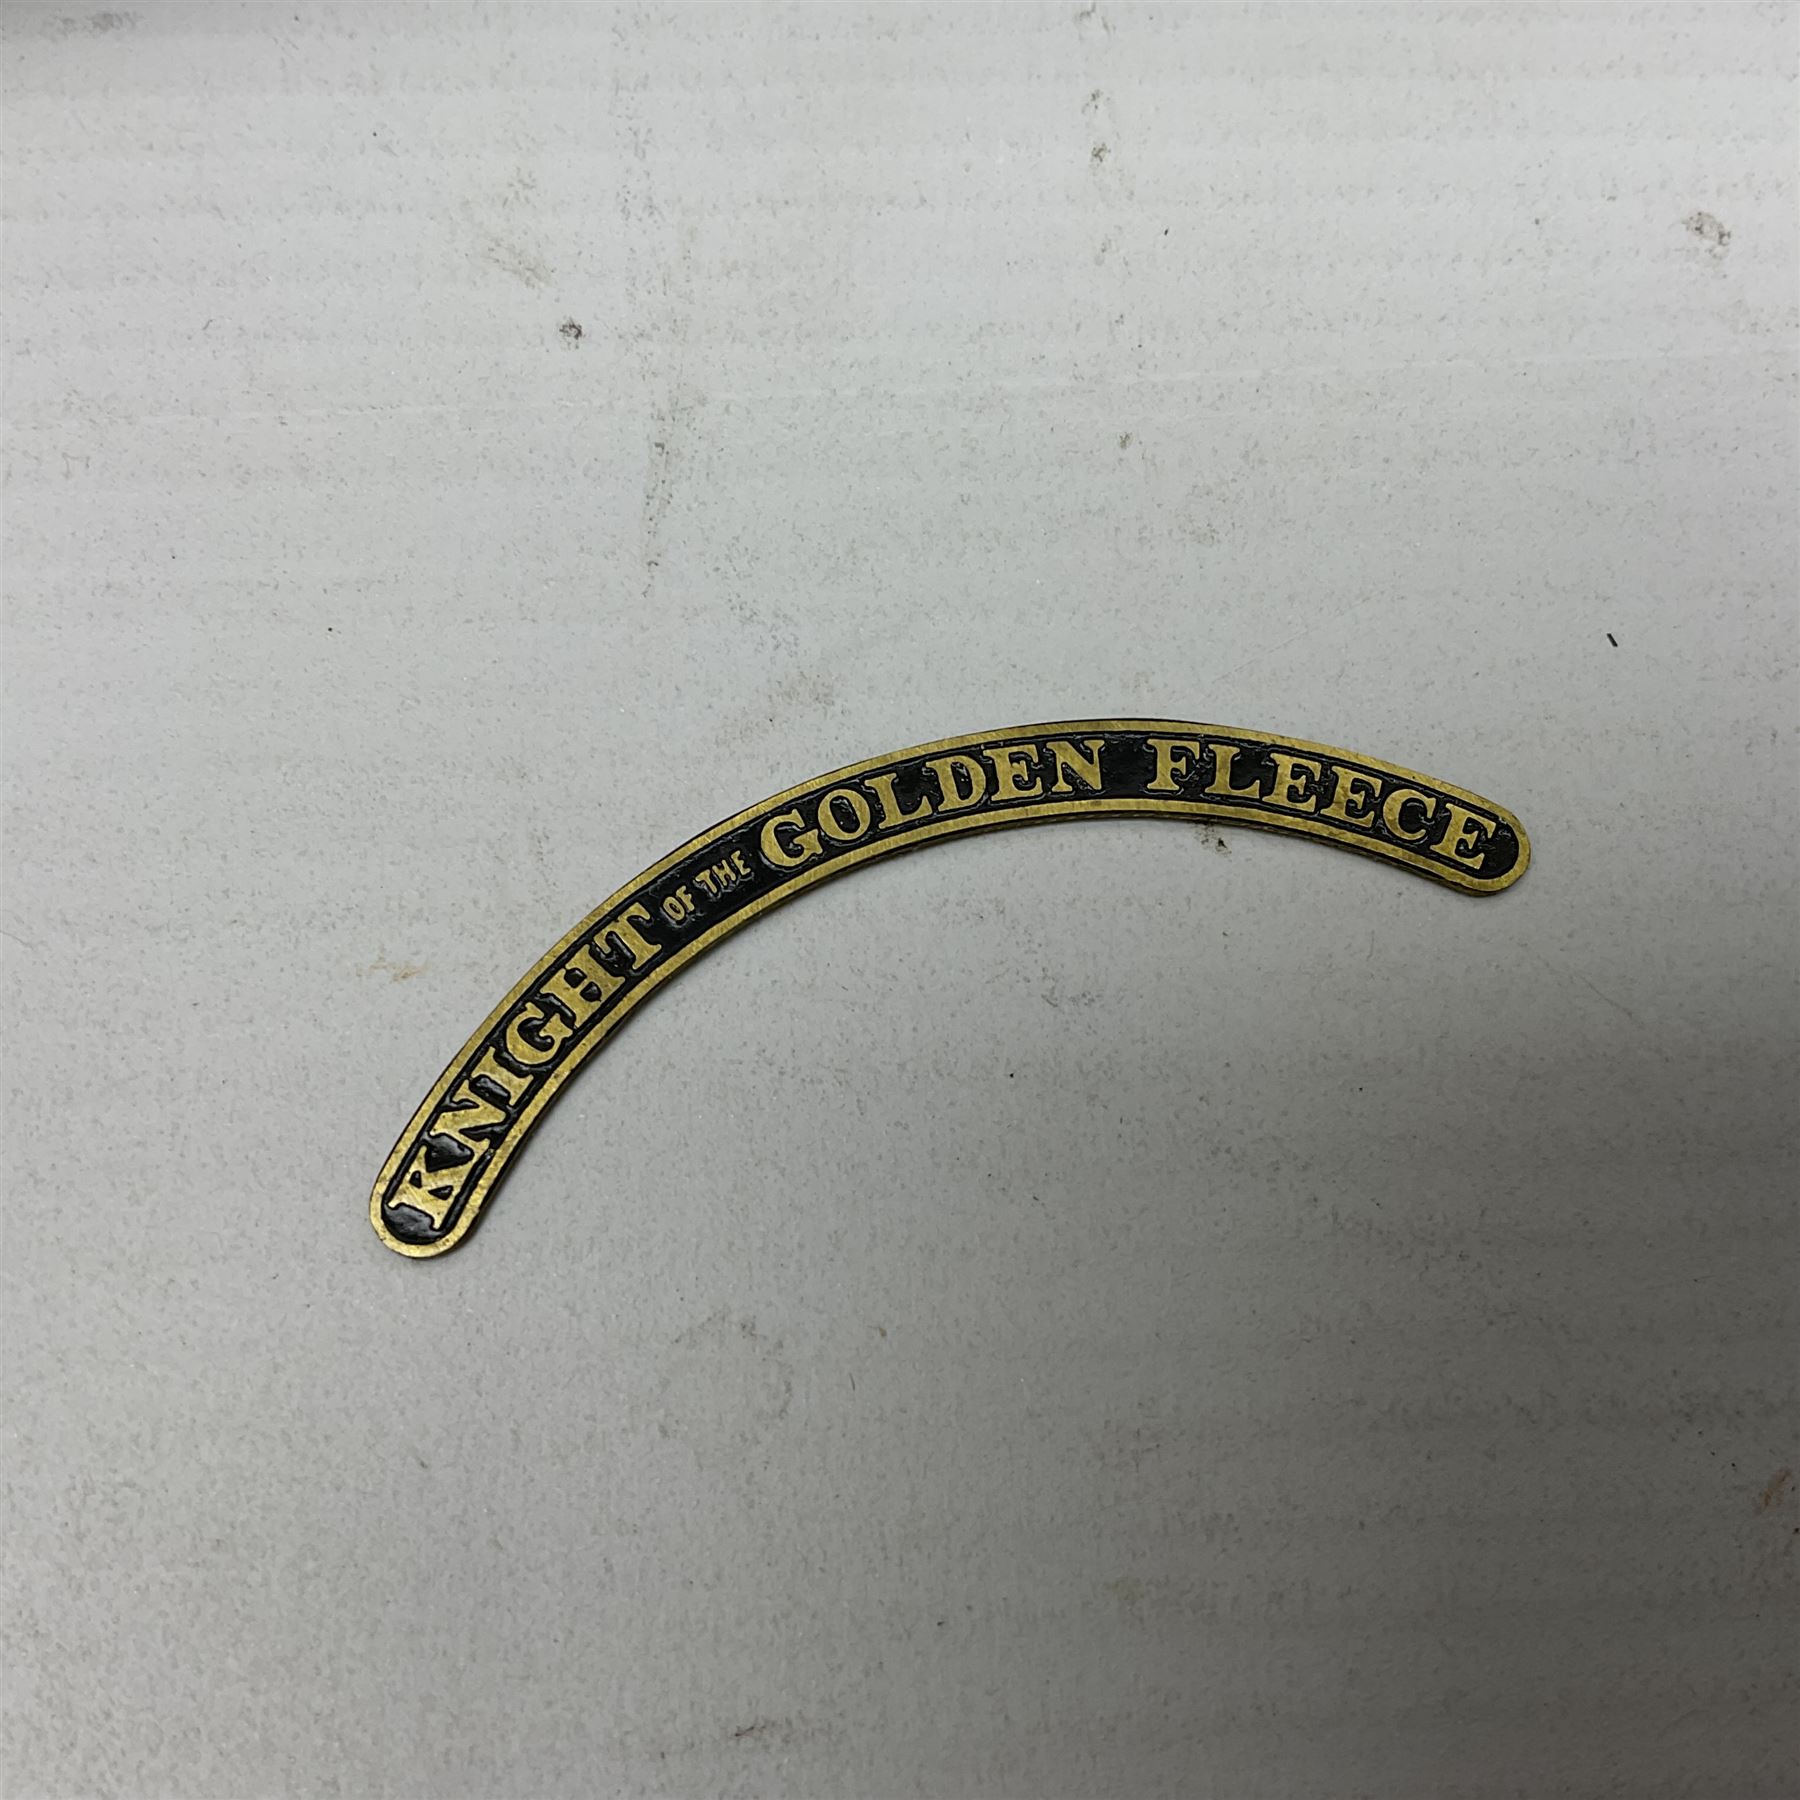 KNIGHT OF THE GOLDEN FLEECE